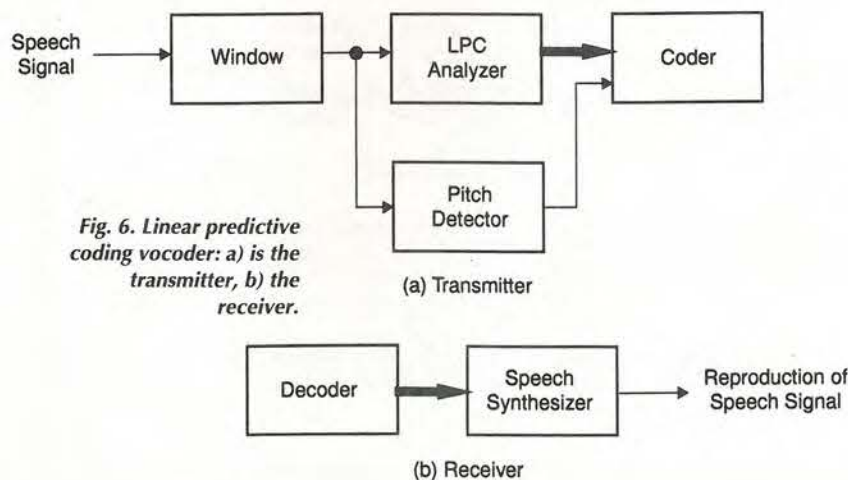 Speech
Signal
Window
LPC
Analyzer
Coder
Pitch
Detector
Fig. 6. Linear predictive
coding vocoder: a) is the
transmitter, b) the
receiver.
(a) Transmitter
Decoder
Speech
Synthesizer
Reproduction of
Speech Signal
(b) Receiver